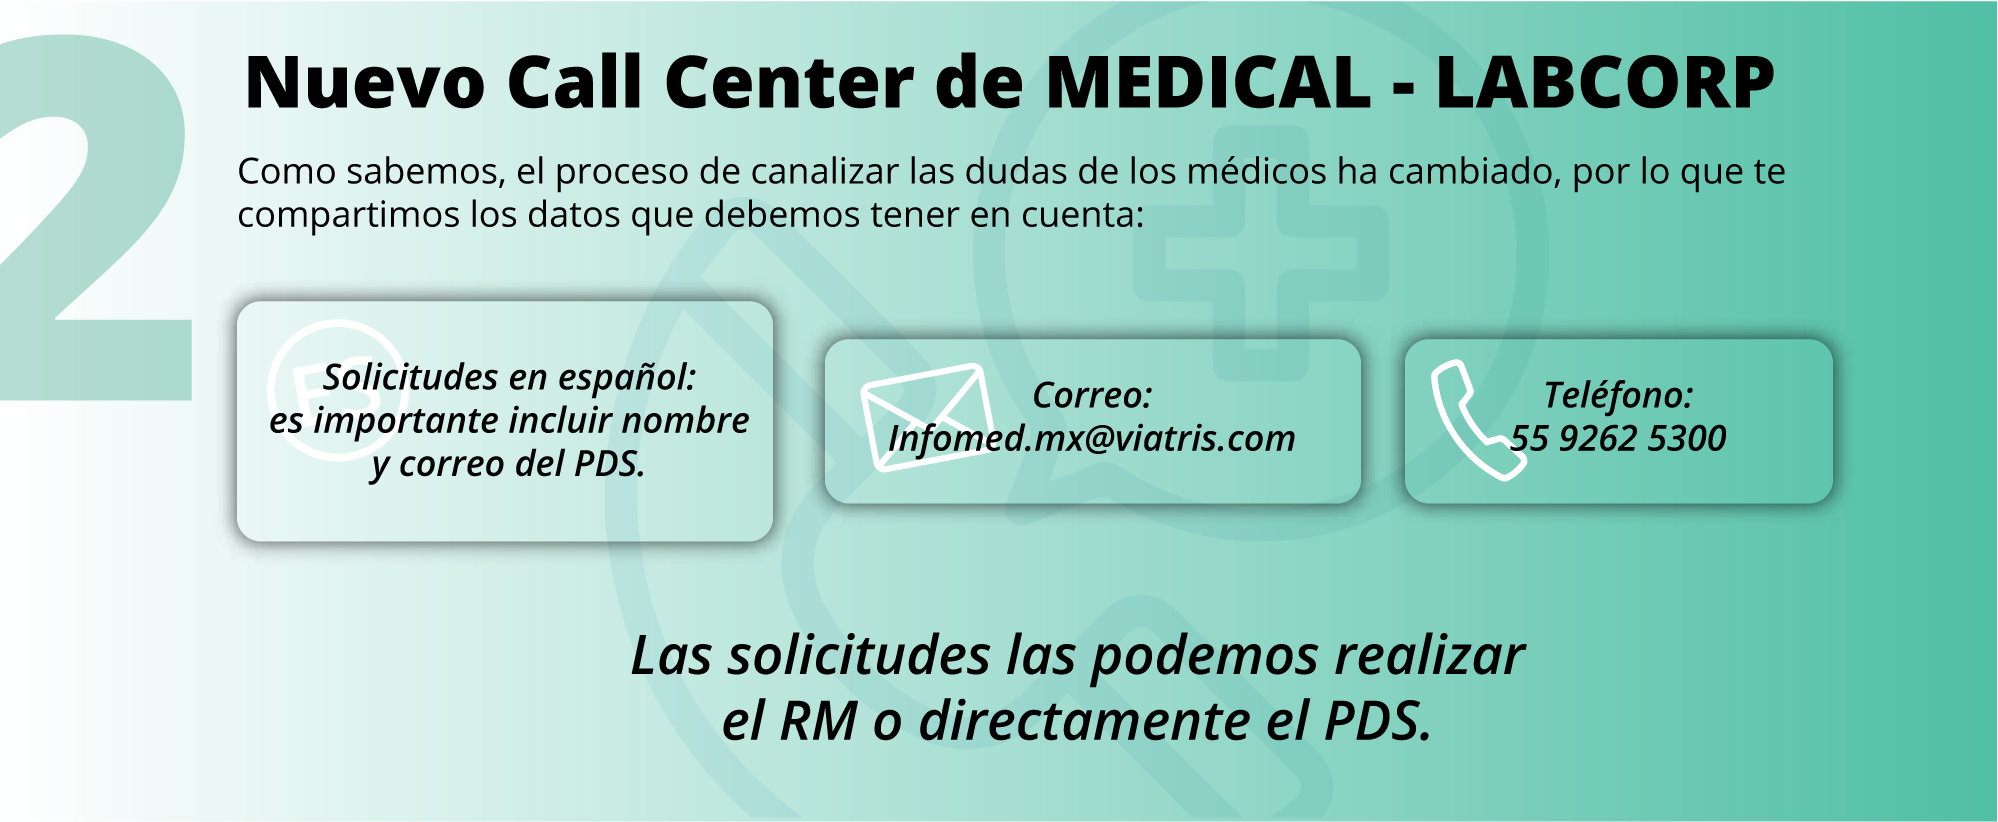 2
Nuevo Call Center de MEDICAL - LABCORP
Como sabemos, el proceso de canalizar las dudas de los médicos ha cambiado, por lo que te
compartimos los datos que debemos tener en cuenta:
ES
Solicitudes en español:
es importante incluir nombre
y correo del PDS.
Correo:
Infomed.mx@viatris.com
Teléfono:
55 9262 5300
Las solicitudes las podemos realizar
el RM o directamente el PDS.